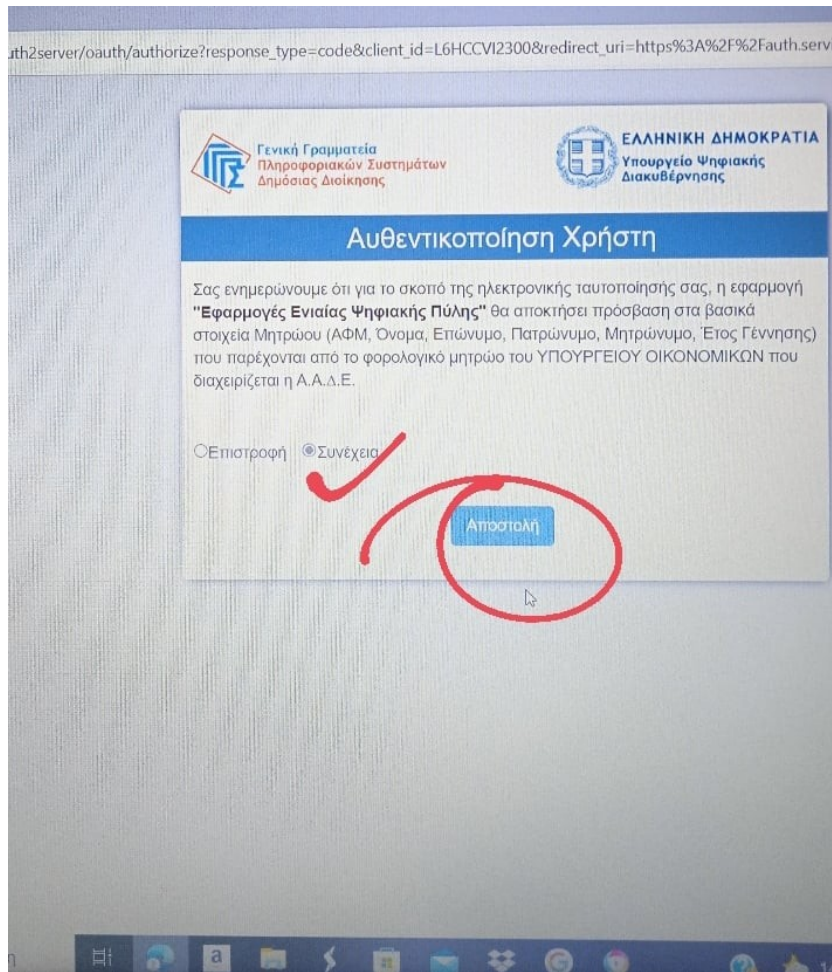 uth2server/oauth/authorize?response_type=code&client_id=L6HCCVI2300&redirect_uri=https%3A%2F%2Fauth.serv
Γενική Γραμματεία
Πληροφοριακών Συστημάτων
Δημόσιας Διοίκησης
ΕΛΛΗΝΙΚΗ ΔΗΜΟΚΡΑΤΙΑ
Υπουργείο Ψηφιακής
Διακυβέρνησης
Αυθεντικοποίηση Χρήστη
Σας ενημερώνουμε ότι για το σκοπό της ηλεκτρονικής ταυτοποίησής σας, η εφαρμογή
"Εφαρμογές Ενιαίας Ψηφιακής Πύλης" θα αποκτήσει πρόσβαση στα βασικά
στοιχεία Μητρώου (ΑΦΜ, Όνομα, Επώνυμο, Πατρώνυμο, Μητρώνυμο, Έτος Γέννησης)
που παρέχονται από το φορολογικό μητρώο του ΥΠΟΥΡΓΕΙΟΥ ΟΙΚΟΝΟΜΙΚΩΝ που
διαχειρίζεται η Α.Α.Δ.Ε.
Επιστροφή Συνέχεια
Αποστολή